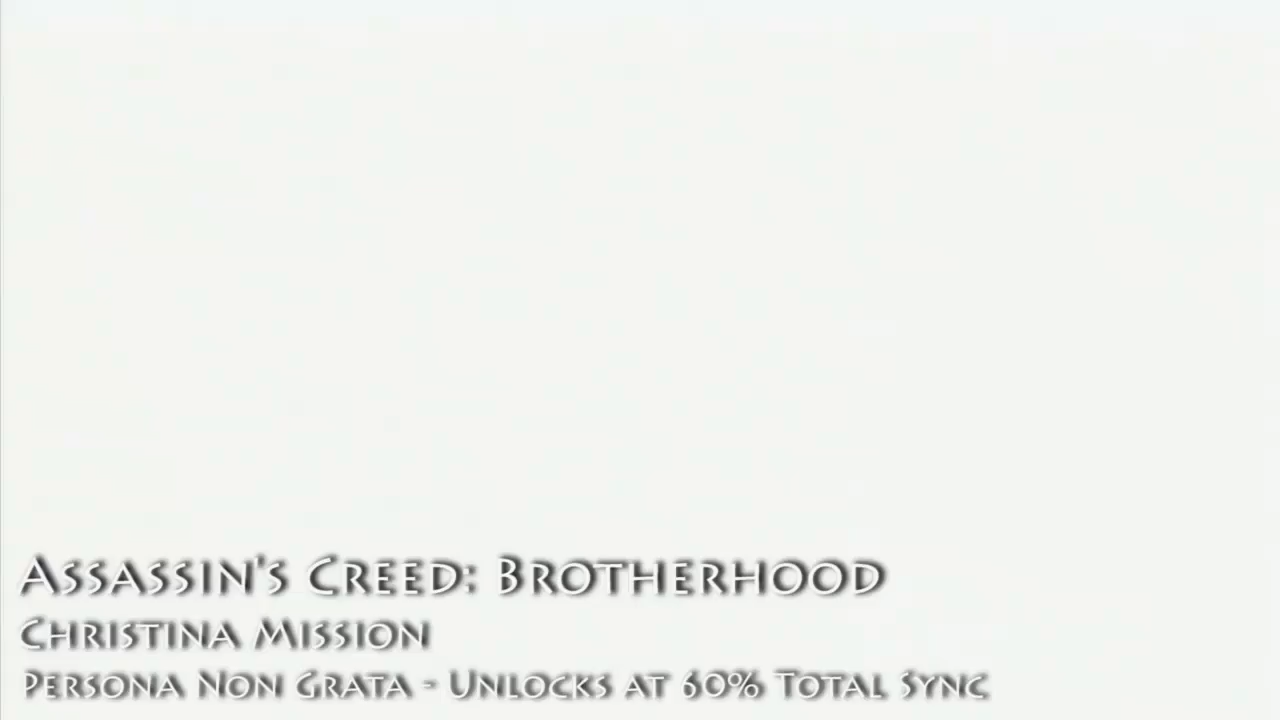 Assassin's Creed: Brotherhood
Christina Mission
Persona Non Grata - Unlocks at 60% Total Sync